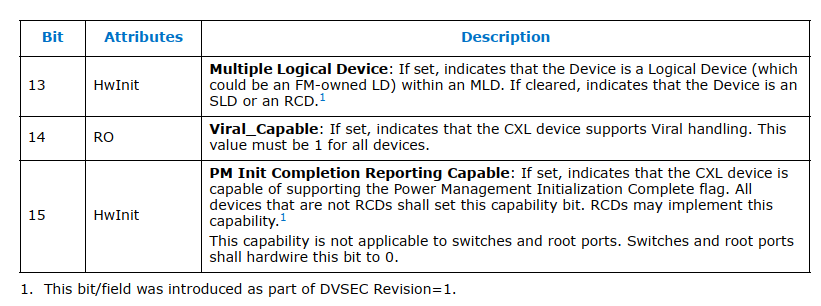 Bit Attributes Description
13 HwInit Multiple Logical Device: If set, indicates that the Device is a Logical Device (which
could be an FM-owned LD) within an MLD. If cleared, indicates that the Device is an
SLD or an RCD.1
14 RO Viral_Capable: If set, indicates that the CXL device supports Viral handling. This
value must be 1 for all devices.
15 HwInit PM Init Completion Reporting Capable: If set, indicates that the CXL device is
capable of supporting the Power Management Initialization Complete flag. All
devices that are not RCDs shall set this capability bit. RCDs may implement this
capability.1
This capability is not applicable to switches and root ports. Switches and root ports
shall hardwire this bit to 0.
1. This bit/field was introduced as part of DVSEC Revision=1.